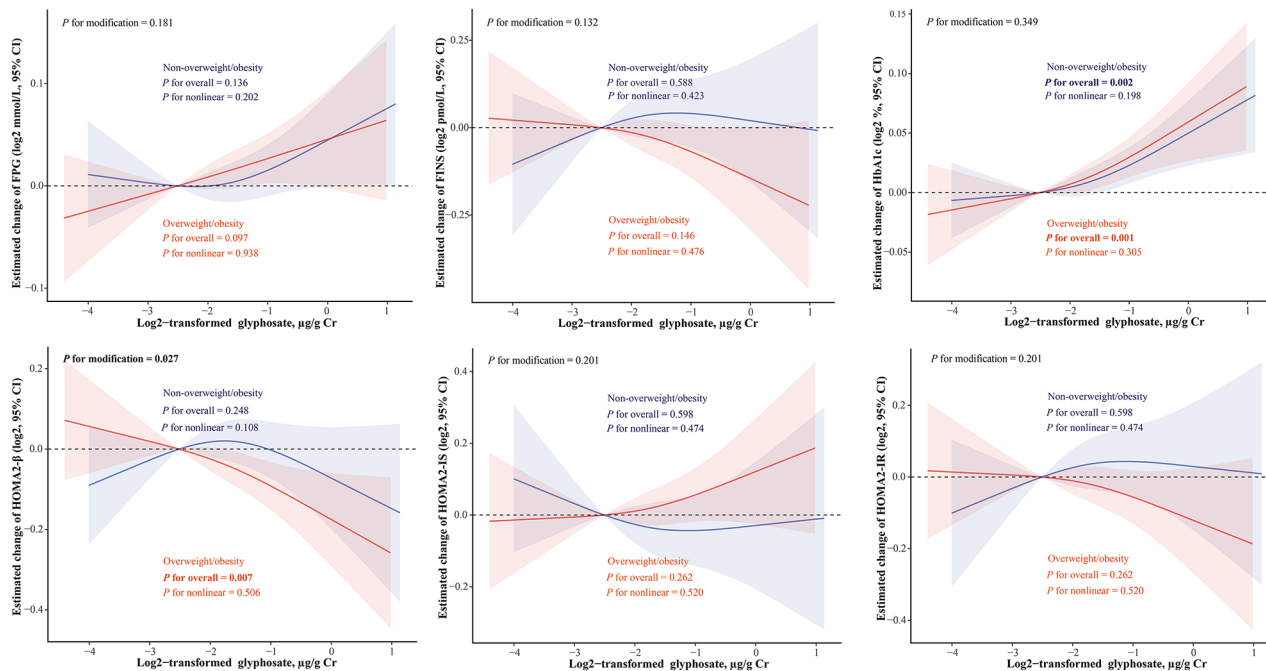 P for modification = 0.181
Estimated change of FPG (log2 mmol/L, 95% CI)
0.1
0.0
−0.1
Non-overweight/obesity
P for overall = 0.136
P for nonlinear = 0.202
Overweight/obesity
P for overall = 0.097
P for nonlinear = 0.938
−4 −3 −2 −1 0 1
Log2−transformed glyphosate, µg/g Cr
P for modification = 0.132
Estimated change of FINS (log2 pmol/L, 95% CI)
0.25
0.00
−0.25
Non-overweight/obesity
P for overall = 0.588
P for nonlinear = 0.423
Overweight/obesity
P for overall = 0.146
P for nonlinear = 0.476
−4 −3 −2 −1 0 1
Log2−transformed glyphosate, µg/g Cr
P for modification = 0.349
Estimated change of HbA1c (log2 %, 95% CI)
0.15
0.10
0.05
0.00
−0.05
Non-overweight/obesity
P for overall = 0.002
P for nonlinear = 0.198
Overweight/obesity
P for overall = 0.001
P for nonlinear = 0.305
−4 −3 −2 −1 0 1
Log2−transformed glyphosate, µg/g Cr
P for modification = 0.027
Estimated change of HOMA2-β (log2, 95% CI)
0.2
0.0
−0.2
−0.4
Non-overweight/obesity
P for overall = 0.248
P for nonlinear = 0.108
Overweight/obesity
P for overall = 0.007
P for nonlinear = 0.506
−4 −3 −2 −1 0 1
Log2−transformed glyphosate, µg/g Cr
P for modification = 0.201
Estimated change of HOMA2-IS (log2, 95% CI)
0.4
0.2
0.0
−0.2
Non-overweight/obesity
P for overall = 0.598
P for nonlinear = 0.474
Overweight/obesity
P for overall = 0.262
P for nonlinear = 0.520
−4 −3 −2 −1 0 1
Log2−transformed glyphosate, µg/g Cr
P for modification = 0.201
Estimated change of HOMA2-IR (log2, 95% CI)
0.2
0.0
−0.2
−0.4
Non-overweight/obesity
P for overall = 0.598
P for nonlinear = 0.474
Overweight/obesity
P for overall = 0.262
P for nonlinear = 0.520
−4 −3 −2 −1 0 1
Log2−transformed glyphosate, µg/g Cr